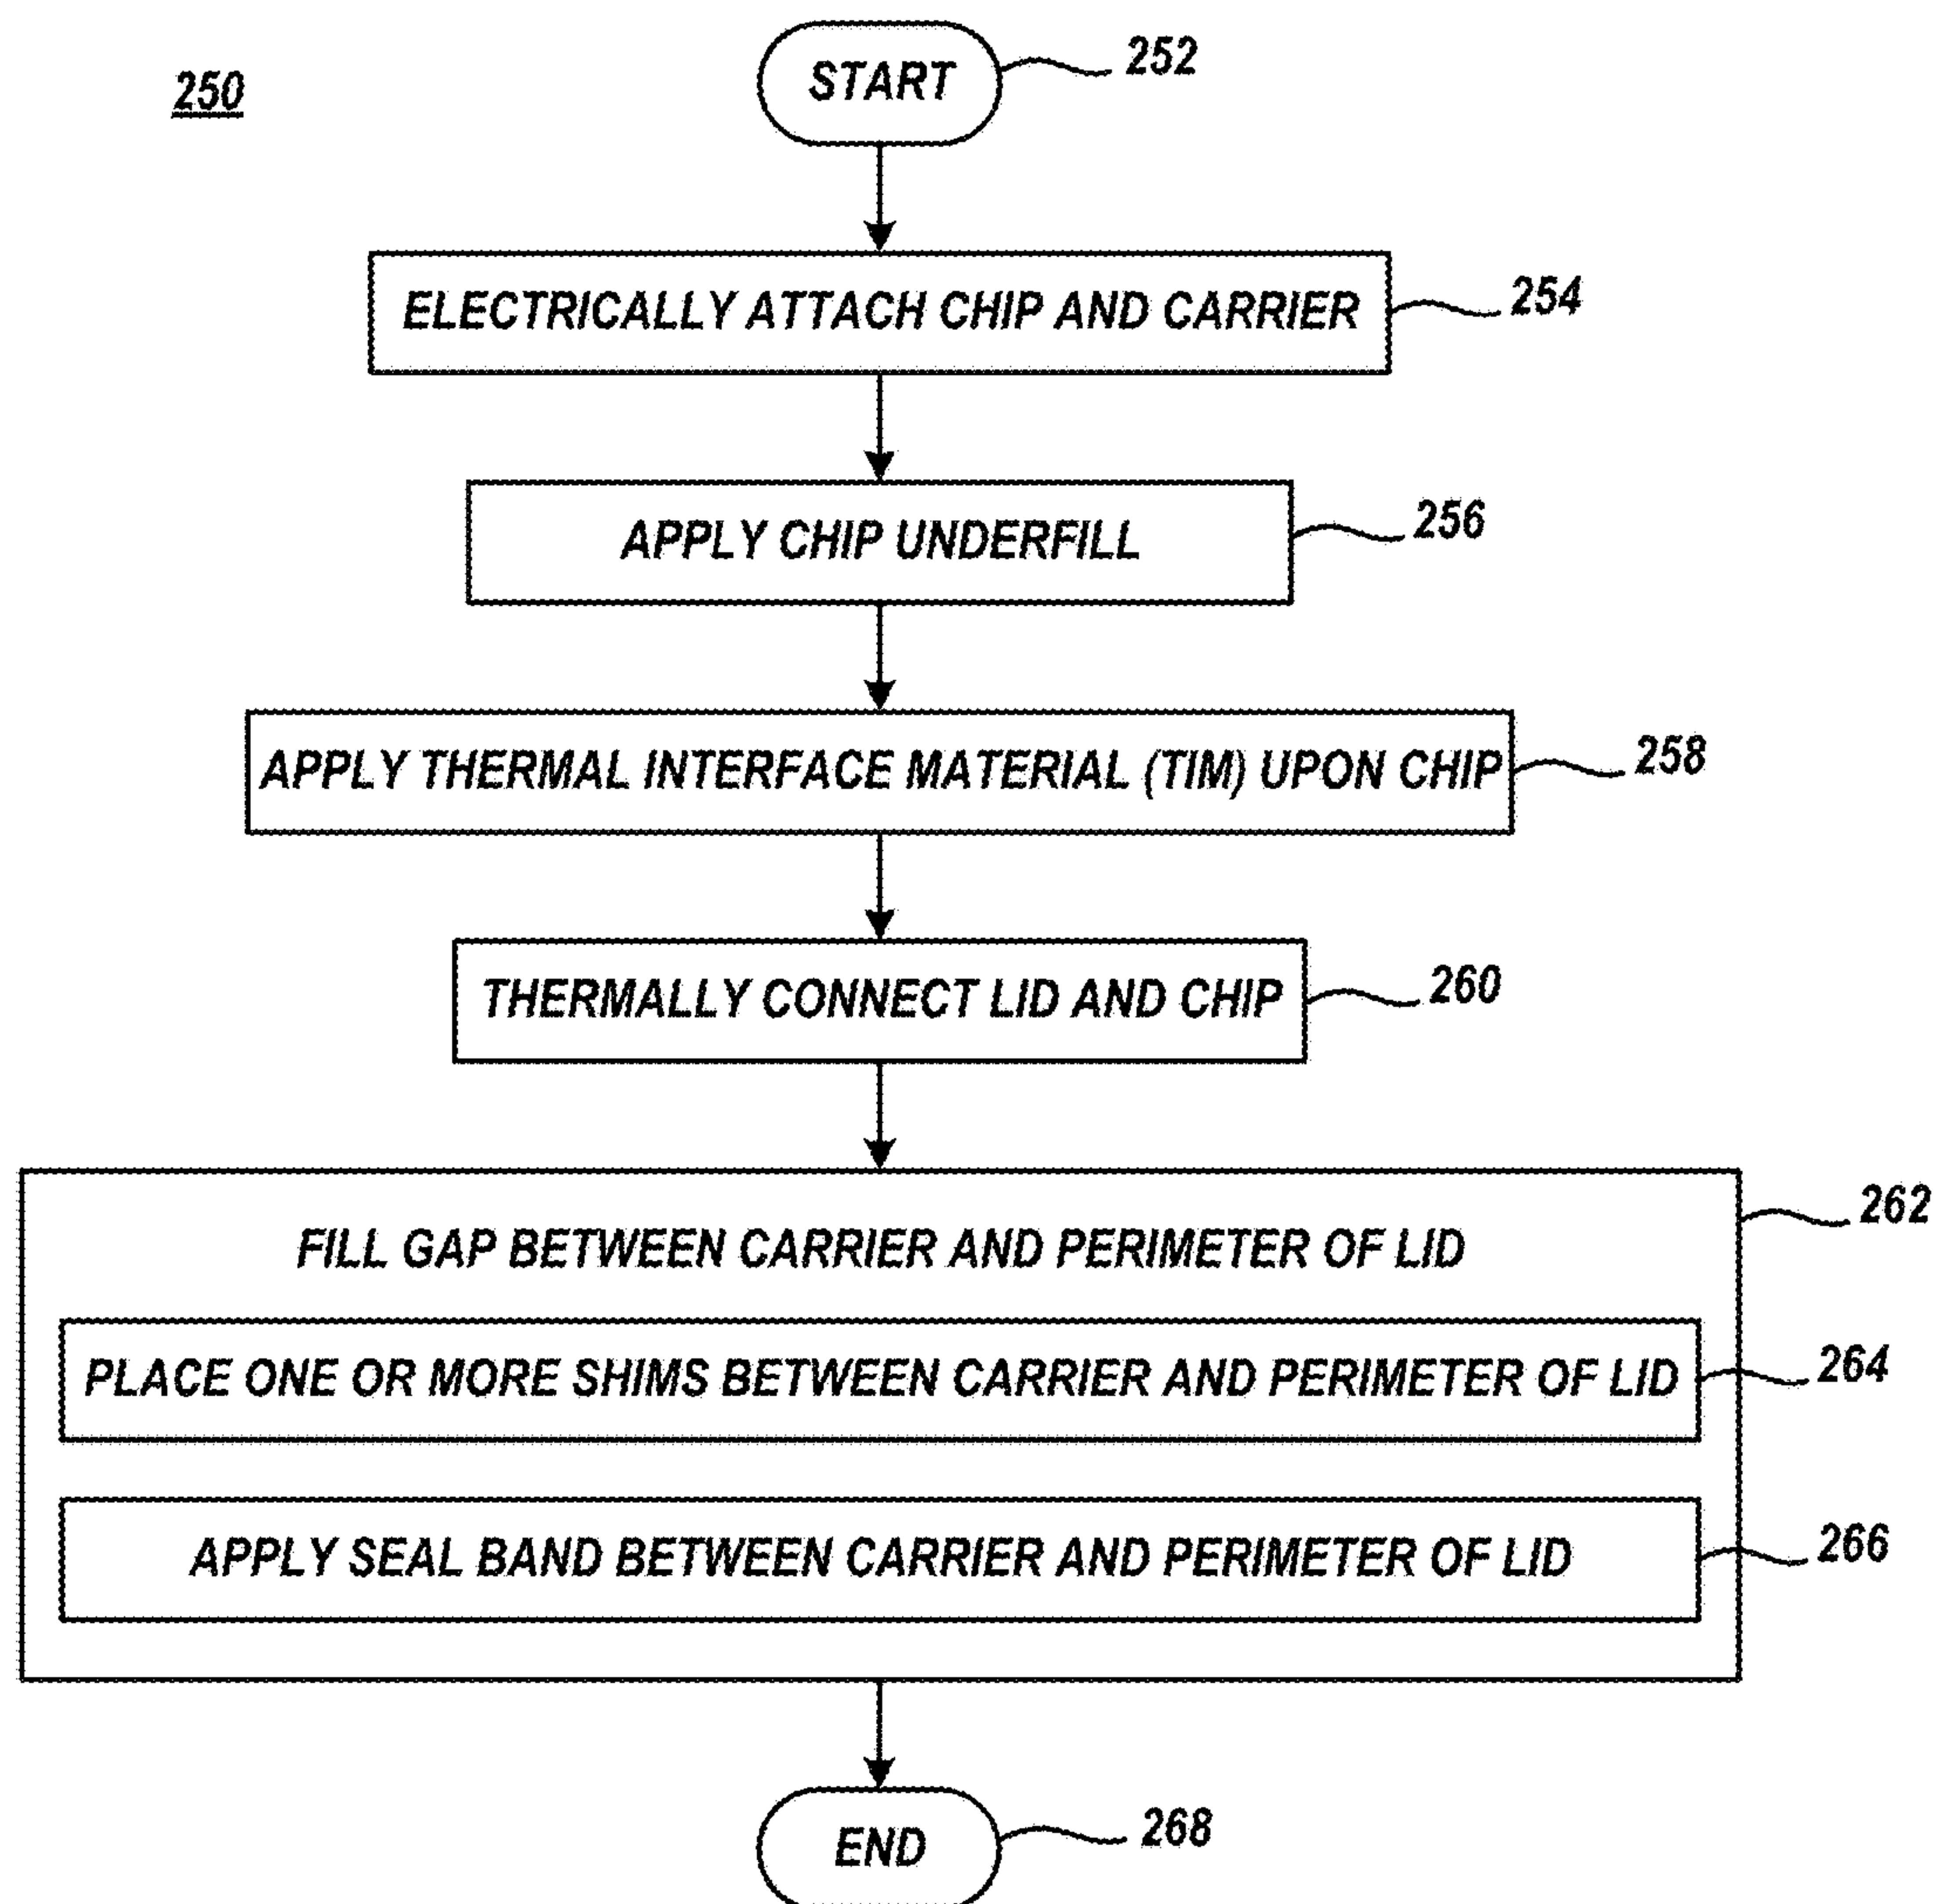 250
START
252
ELECTRICALLY ATTACH CHIP AND CARRIER
254
APPLY CHIP UNDERFILL
256
APPLY THERMAL INTERFACE MATERIAL (TIM) UPON CHIP
258
THERMALLY CONNECT LID AND CHIP
260
262
FILL GAP BETWEEN CARRIER AND PERIMETER OF LID
PLACE ONE OR MORE SHIMS BETWEEN CARRIER AND PERIMETER OF LID
264
APPLY SEAL BAND BETWEEN CARRIER AND PERIMETER OF LID
266
END
268